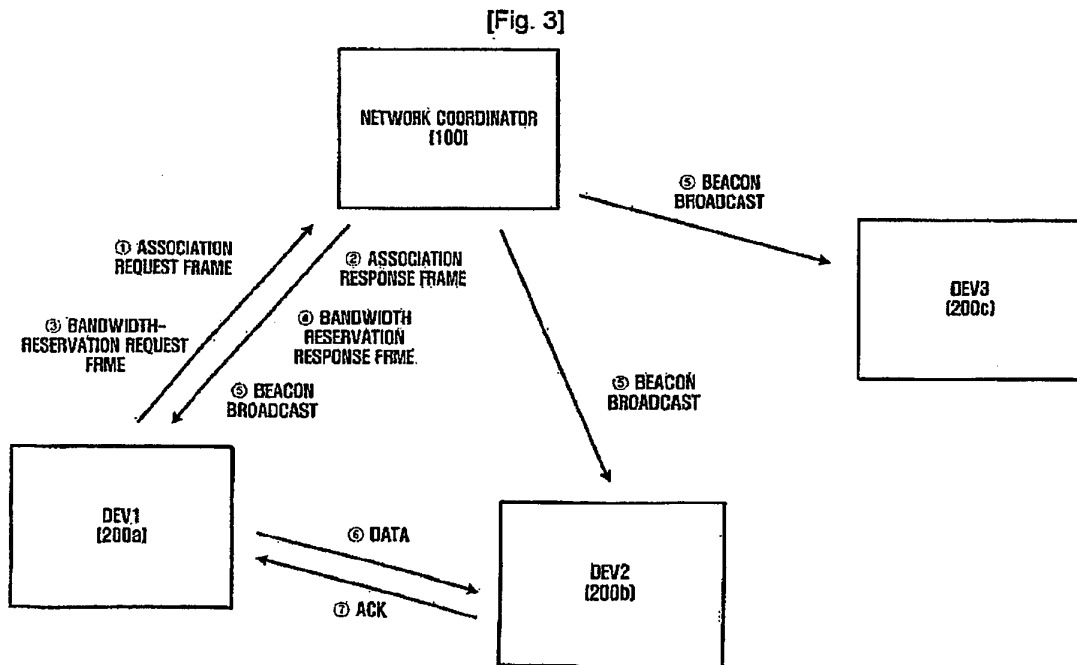 [Fig. 3]
NETWORK COORDINATOR
[100]
⑤ BEACON
BROADCAST
① ASSOCIATION
REQUEST FRAME
② ASSOCIATION
RESPONSE FRAME
③ BANDWIDTH-
RESERVATION REQUEST
FRME
④ BANDWIDTH
RESERVATION
RESPONSE FRME
⑤ BEACON
BROADCAST
⑤ BEACON
BROADCAST
DEV3
(200c)
DEV1
[200a]
⑥ DATA
⑦ ACK
DEV2
(200b)